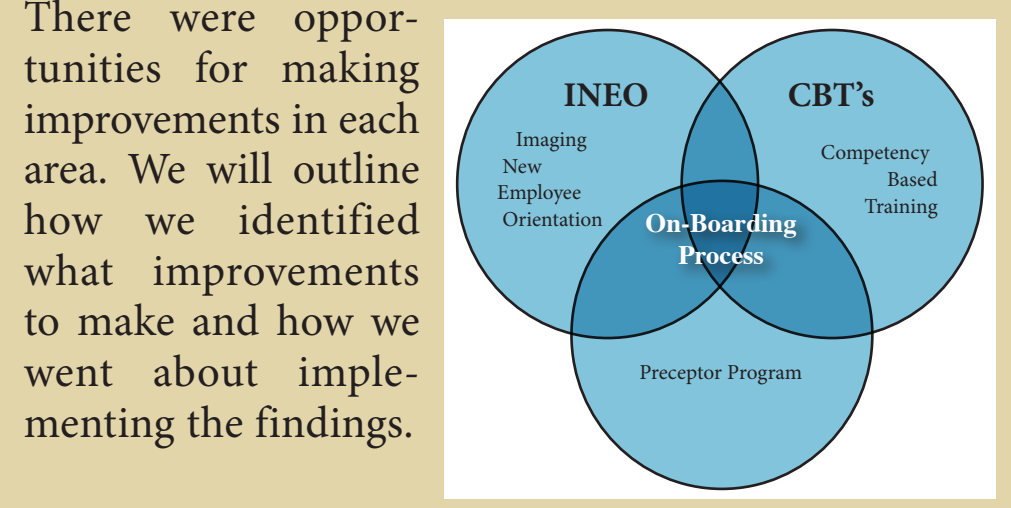 There were oppor-
tunities for making
improvements in each
area. We will outline
how we identified
what improvements
to make and how we
went about imple-
menting the findings.
INEO
Imaging
New
Employee
Orientation
CBT's
Competency
Based
Training
On-Boarding
Process
Preceptor Program